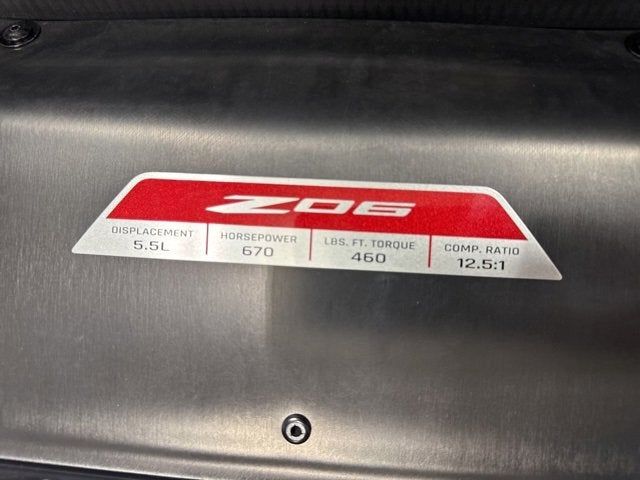 Z06
DISPLACEMENT HORSEPOWER LBS. FT. TORQUE COMP. RATIO
5.5L 670 460 12.5:1